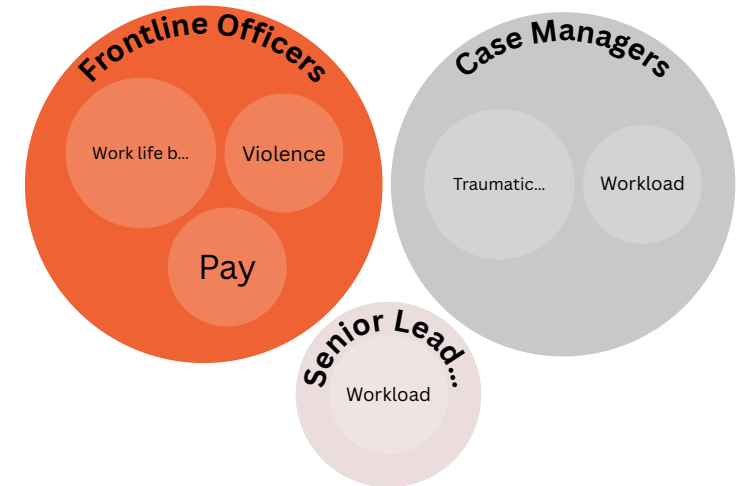 Frontline Officers
Work life b...
Violence
Pay
Case Managers
Traumatic...
Workload
Senior Lead...
Workload